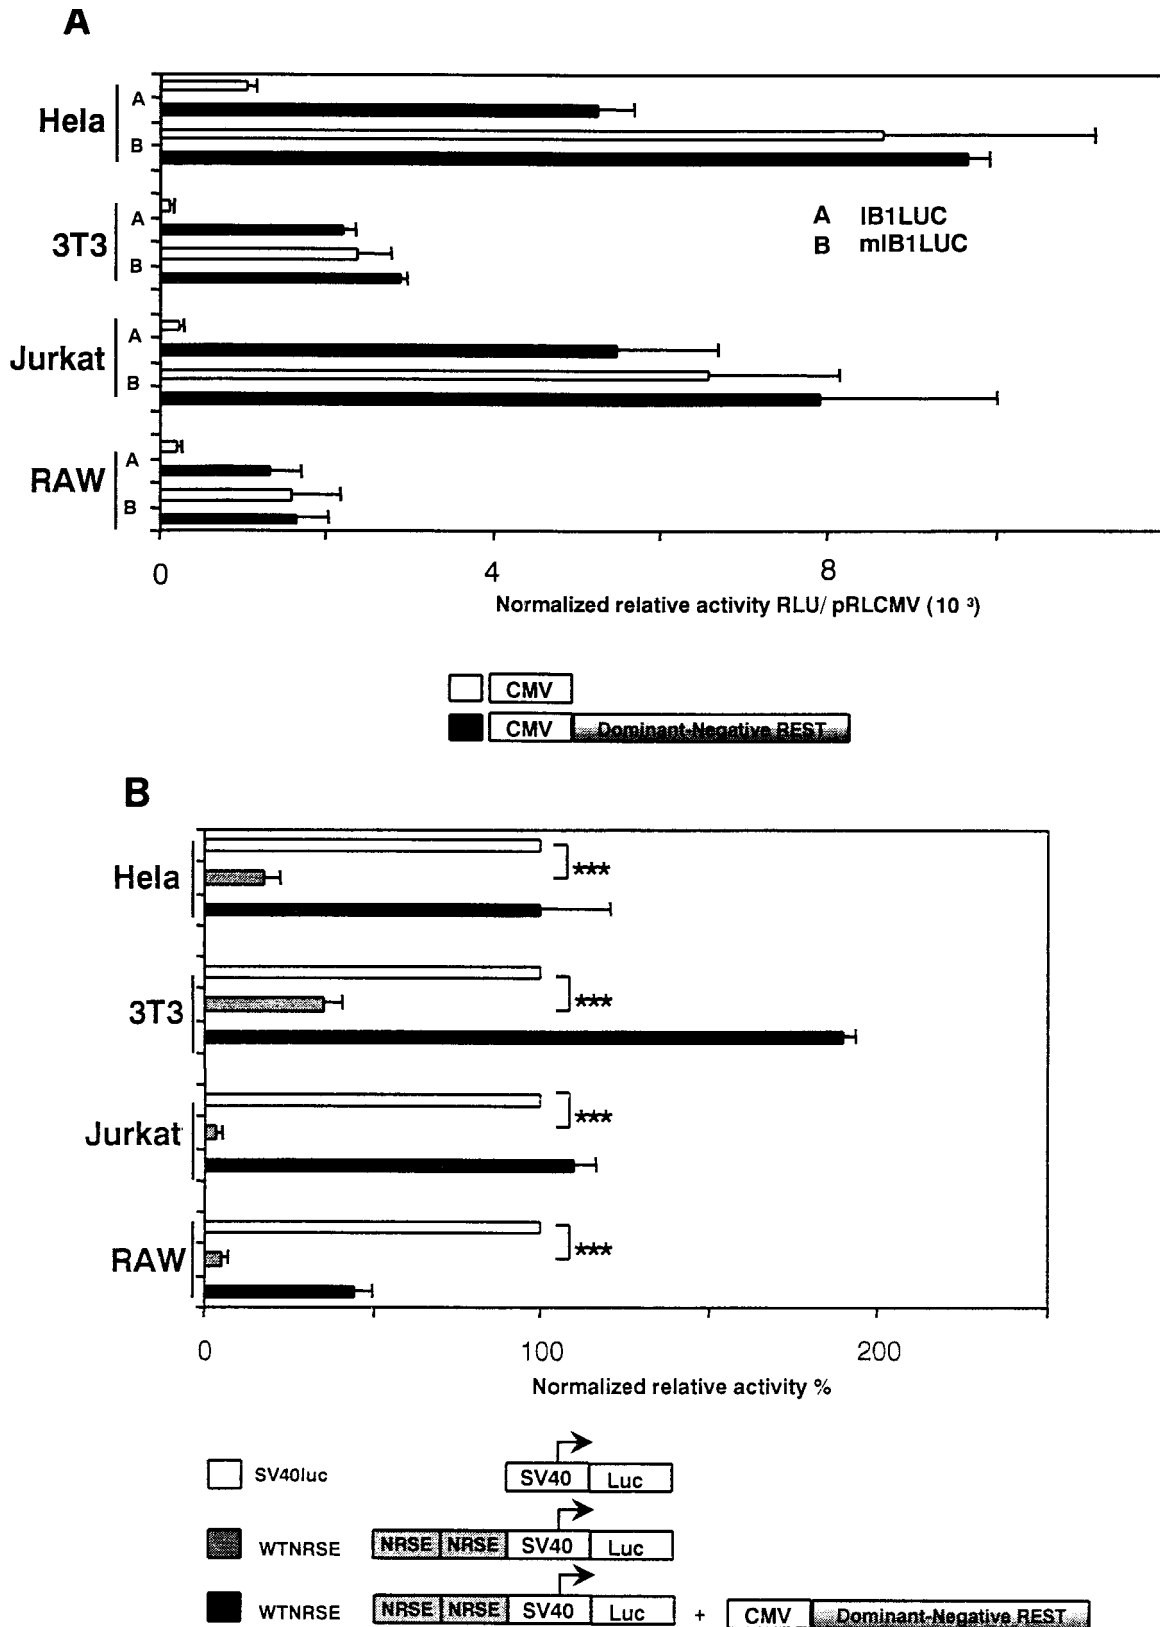 A
Hela
A
B
3T3
A
B
Jurkat
A
B
RAW
A
B
A IB1LUC
B mIB1LUC
0 4 8
Normalized relative activity RLU/ pRLCMV (10 ³)
CMV
CMV Dominant-Negative REST
B
Hela
***
3T3
***
Jurkat
***
RAW
***
0 100 200
Normalized relative activity %
SV40luc SV40 Luc
WTNRSE NRSE NRSE SV40 Luc
WTNRSE NRSE NRSE SV40 Luc + CMV Dominant-Negative REST